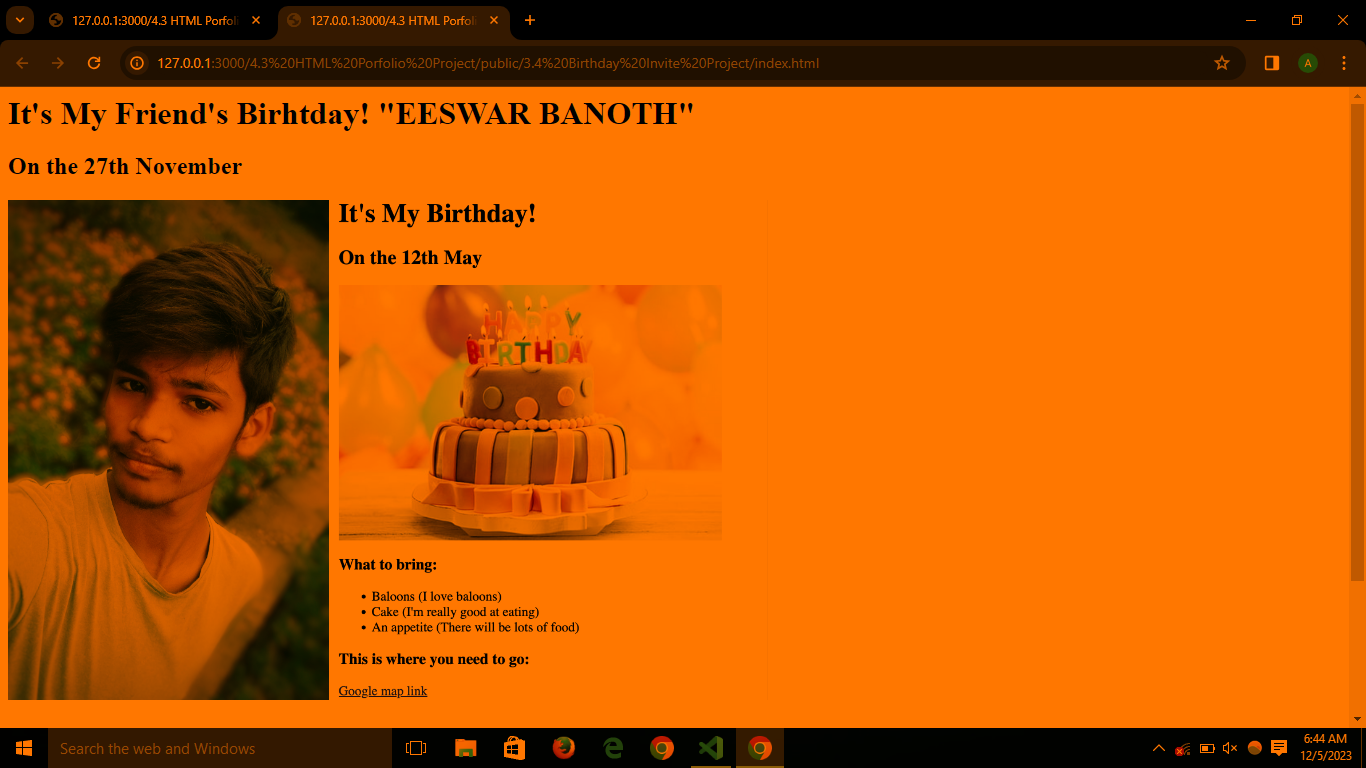 127.0.0.1:3000/4.3 HTML Porfoli
127.0.0.1:3000/4.3 HTML Porfoli
127.0.0.1:3000/4.3%20HTML%20Porfolio%20Project/public/3.4%20Birthday%20Invite%20Project/index.html
A
It's My Friend's Birhtday! "EESWAR BANOTH"
On the 27th November
It's My Birthday!
On the 12th May
HAPPY
BIRTHDAY
What to bring:
• Baloons (I love baloons)
• Cake (I'm really good at eating)
• An appetite (There will be lots of food)
This is where you need to go:
Google map link
Search the web and Windows
6:44 AM
12/5/2023